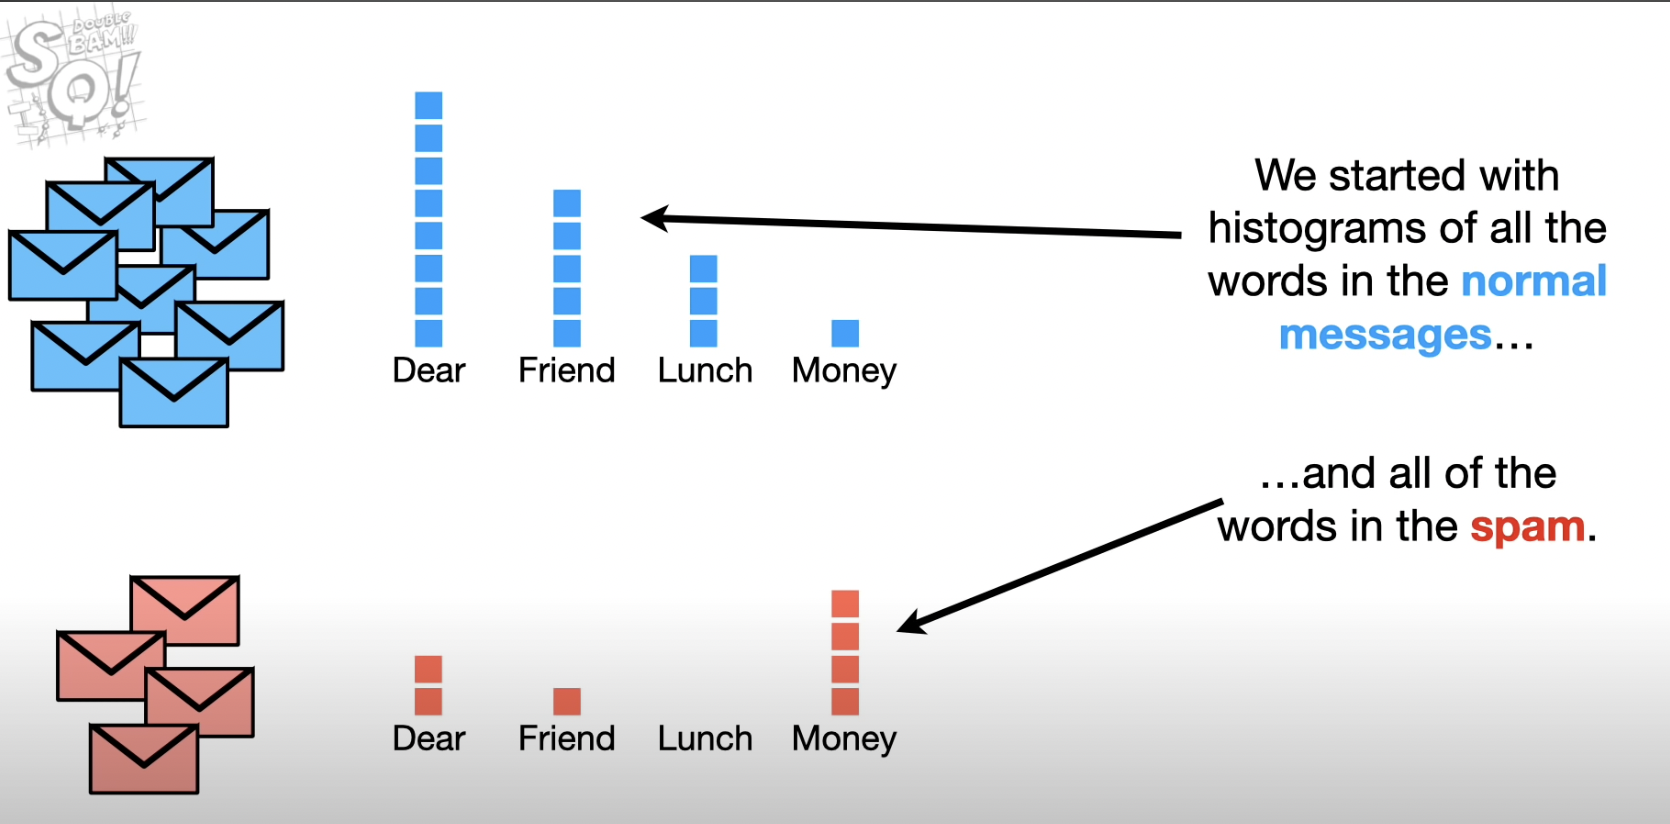 DOUBLE
BAM!!!
SQ!
We started with
histograms of all the
words in the normal
messages…
Dear Friend Lunch Money
…and all of the
words in the spam.
Dear Friend Lunch Money